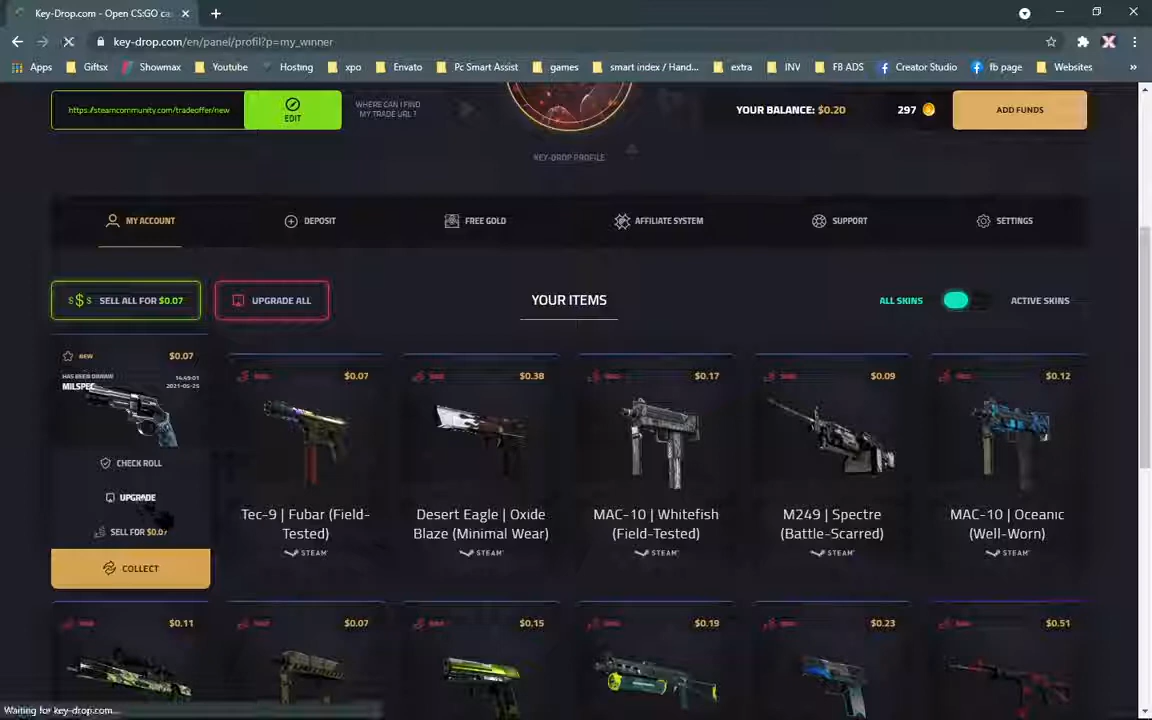 Key-Drop.com - Open CS:GO ca
key-drop.com/en/panel/profil?p=my_winner
Apps Giftsx Showmax Youtube Hosting xpo Envato Pc Smart Assist games smart index / Hand... extra INV FB ADS Creator Studio fb page Websites »
https://steamcommunity.com/tradeoffer/new
EDIT
WHERE CAN I FIND
MY TRADE URL ?
YOUR BALANCE: $0.20
297
ADD FUNDS
KEY-DROP PROFILE
MY ACCOUNT DEPOSIT FREE GOLD AFFILIATE SYSTEM SUPPORT SETTINGS
$$$ SELL ALL FOR $0.07
UPGRADE ALL
YOUR ITEMS
ALL SKINS
ACTIVE SKINS
NEW $0.07
HAS BEEN DRAWN 14:49:01
MILSPEC 2021-06-25
CHECK ROLL
UPGRADE
SELL FOR $0.07
COLLECT
$0.07
Tec-9 | Fubar (Field-
Tested)
STEAM
$0.38
Desert Eagle | Oxide
Blaze (Minimal Wear)
STEAM
$0.17
MAC-10 | Whitefish
(Field-Tested)
STEAM
$0.09
M249 | Spectre
(Battle-Scarred)
STEAM
$0.12
MAC-10 | Oceanic
(Well-Worn)
STEAM
$0.11
$0.07
$0.15
$0.19
$0.23
$0.51
Waiting for key-drop.com...